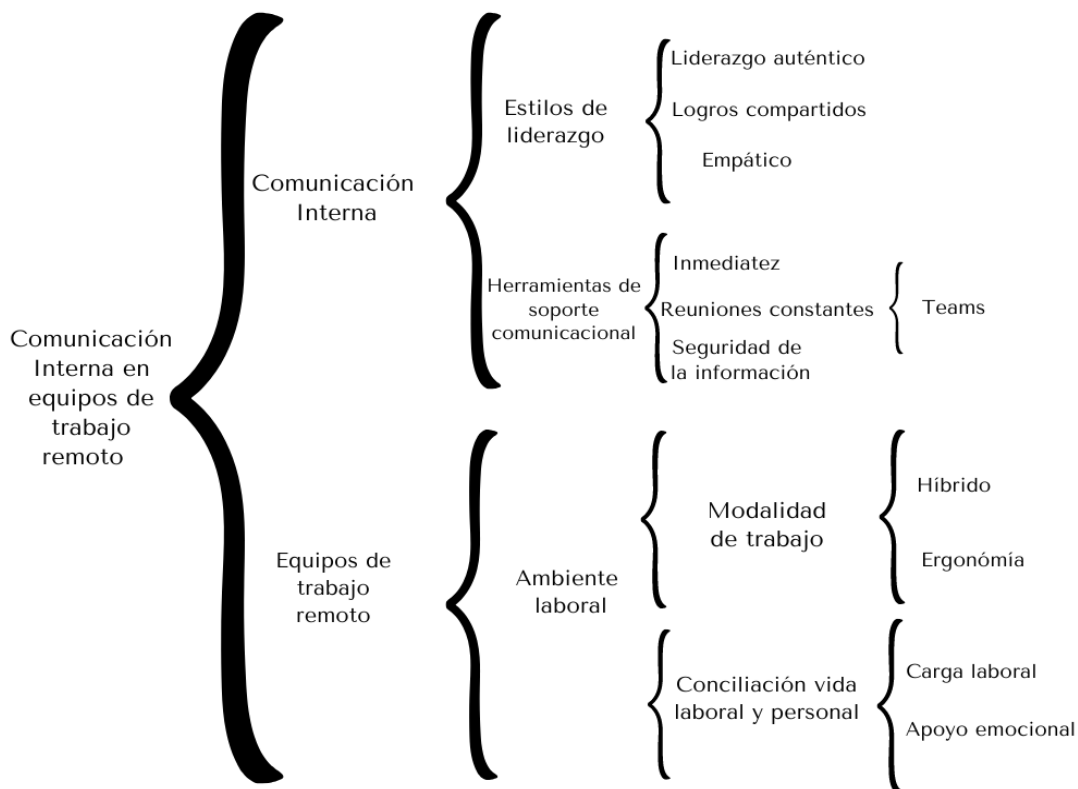 Comunicación
Interna en
equipos de
trabajo
remoto
Comunicación
Interna
Estilos de
liderazgo
Liderazgo auténtico
Logros compartidos
Empático
Herramientas de
soporte
comunicacional
Inmediatez
Reuniones constantes
Seguridad de
la información
Teams
Equipos de
trabajo
remoto
Ambiente
laboral
Modalidad
de trabajo
Híbrido
Ergonómía
Conciliación vida
laboral y personal
Carga laboral
Apoyo emocional